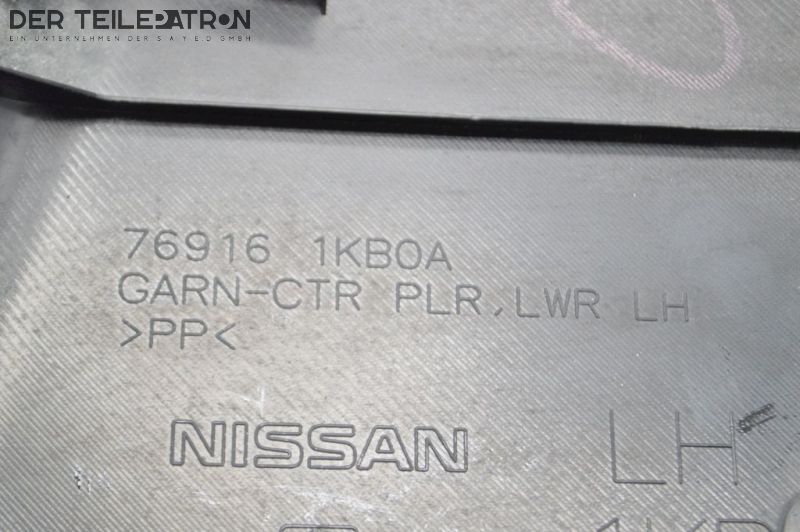 DER TEILEPATRON
EIN UNTERNEHMEN DER S A Y E D GMBH
76916 1KB0A
GARN-CTR PLR, LWR LH
>PP<
NISSAN LH